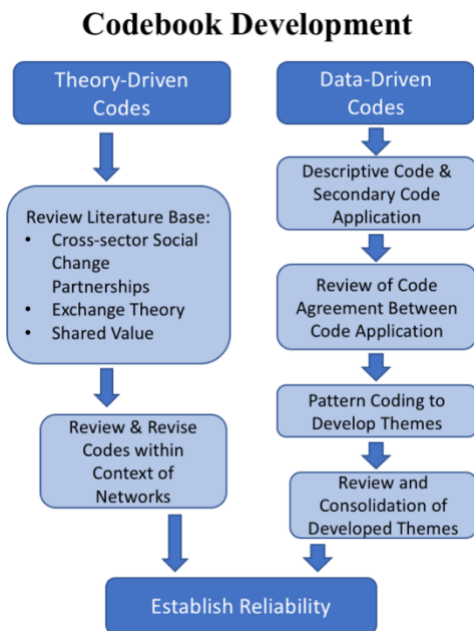 Codebook Development
Theory-Driven
Codes
Review Literature Base:
• Cross-sector Social
Change
Partnerships
• Exchange Theory
• Shared Value
Review & Revise
Codes within
Context of
Networks
Data-Driven
Codes
Descriptive Code &
Secondary Code
Application
Review of Code
Agreement Between
Code Application
Pattern Coding to
Develop Themes
Review and
Consolidation of
Developed Themes
Establish Reliability